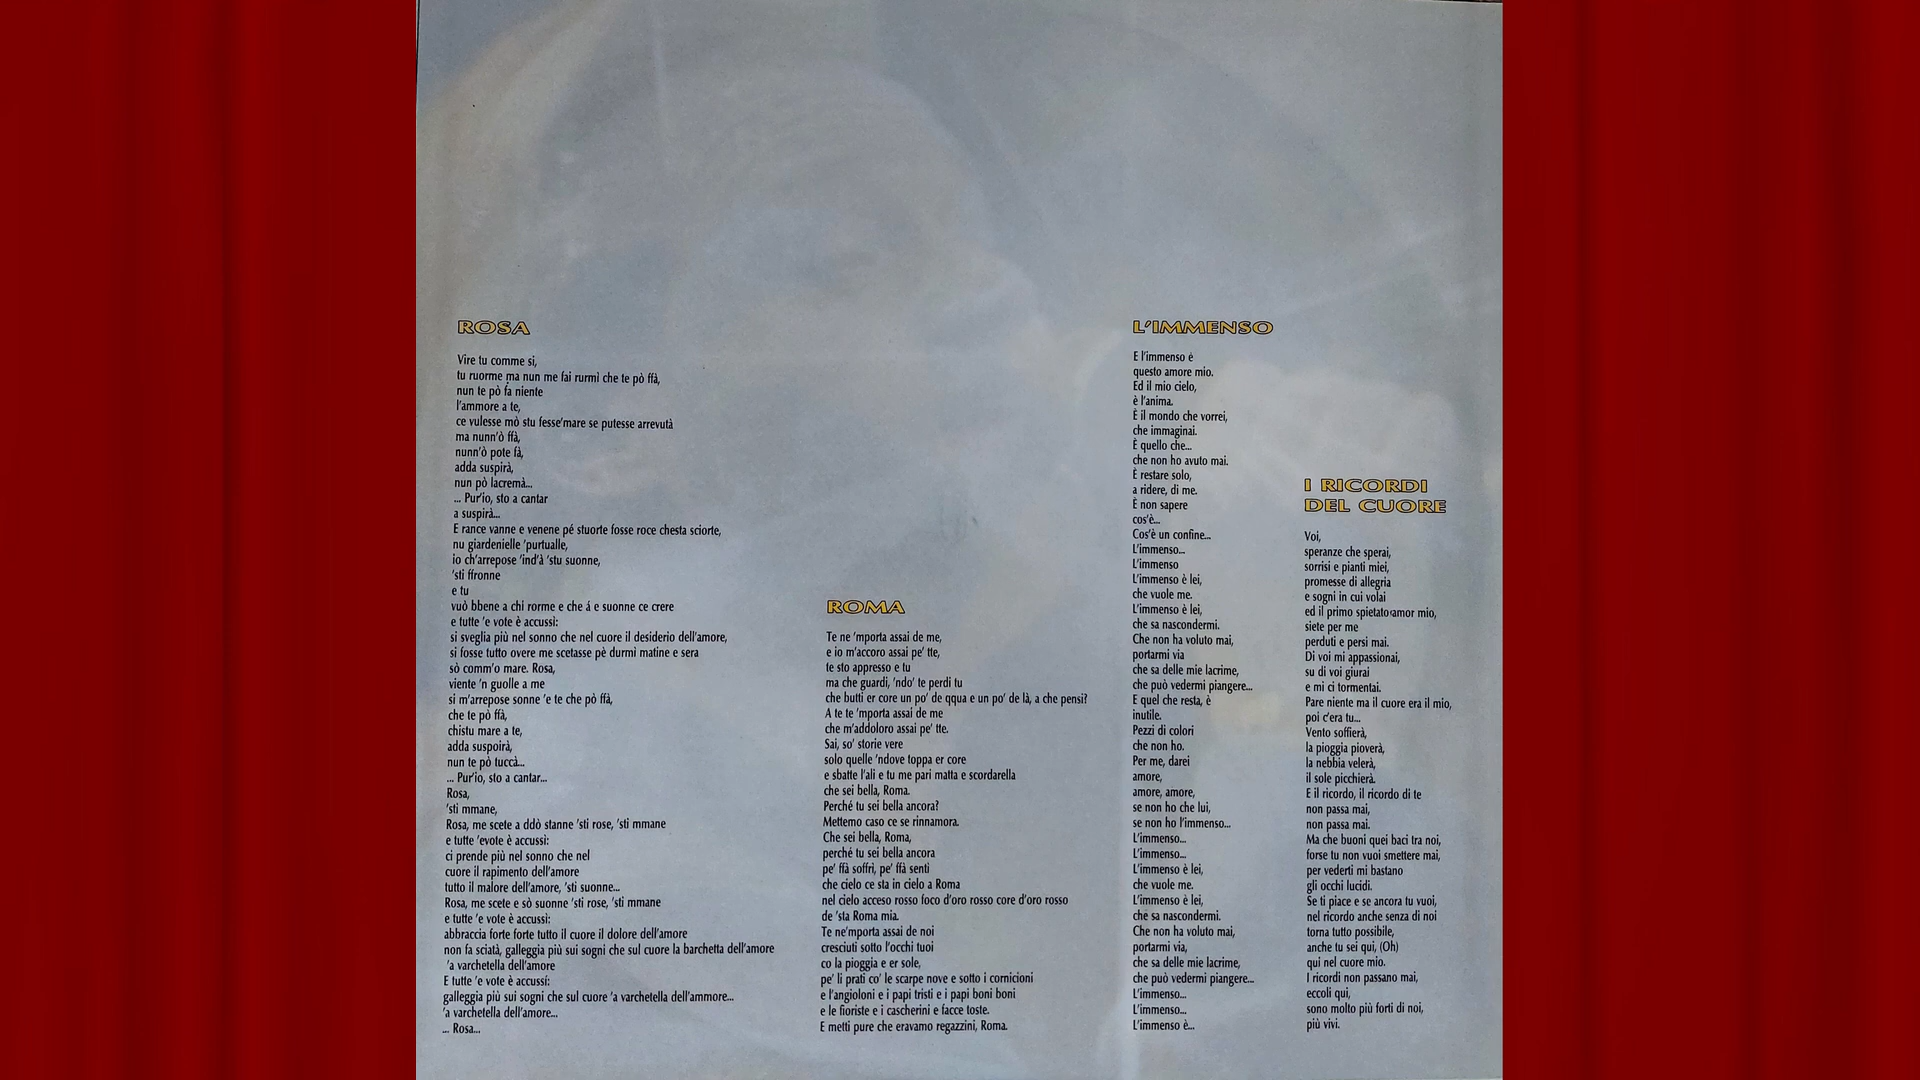 ROSA
Vire tu comme si,
tu ruorme ma nun me fai rurmì che te pò ffà,
nun te pò fa niente
l'ammore a te,
ce vulesse mò stu fesse'mare se putesse arrevutà
ma nunn'ò ffà,
nunn'ò pote fà,
adda suspirà,
nun pò lacremà...
... Pur'io, sto a cantar
a suspirà...
E rance vanne e venene pé stuorte fosse roce chesta sciorte,
nu giardenielle 'purtualle,
io ch'arrepose 'ind'à 'stu suonne,
'sti ffronne
e tu
vuò bbene a chi rorme e che á e suonne ce crere
e tutte 'e vote è accussì:
si sveglia più nel sonno che nel cuore il desiderio dell'amore,
si fosse tutto overe me scetasse pè durmì matine e sera
sò comm'o mare. Rosa,
viente 'n guolle a me
si m'arrepose sonne 'e te che pò ffà,
che te pò ffà,
chistu mare a te,
adda suspoirà,
nun te pò tuccà...
... Pur'io, sto a cantar...
Rosa,
'sti mmane,
Rosa, me scete a ddò stanne 'sti rose, 'sti mmane
e tutte 'evote è accussì:
ci prende più nel sonno che nel
cuore il rapimento dell'amore
tutto il malore dell'amore, 'sti suonne...
Rosa, me scete e sò suonne 'sti rose, 'sti mmane
e tutte 'e vote è accussì:
abbraccia forte forte tutto il cuore il dolore dell'amore
non fa sciatà, galleggia più sui sogni che sul cuore la barchetta dell'amore
'a varchetella dell'amore
E tutte 'e vote è accussí:
galleggia più sui sogni che sul cuore 'a varchetella dell'ammore...
'a varchetella dell'amore...
... Rosa...
ROMA
Te ne 'mporta assai de me,
e io m'accoro assai pe' tte,
te sto appresso e tu
ma che guardi, 'ndo' te perdi tu
che butti er core un po' de qqua e un po' de là, a che pensi?
A te te 'mporta assai de me
che m'addoloro assai pe' tte.
Sai, so' storie vere
solo quelle 'ndove toppa er core
e sbatte l'ali e tu me pari matta e scordarella
che sei bella, Roma.
Perché tu sei bella ancora?
Mettemo caso ce se rinnamora.
Che sei bella, Roma,
perché tu sei bella ancora
pe' ffà soffrì, pe' ffà sentì
che cielo ce sta in cielo a Roma
nel cielo acceso rosso foco d'oro rosso core d'oro rosso
de 'sta Roma mia.
Te ne'mporta assai de noi
cresciuti sotto l'occhi tuoi
co la pioggia e er sole,
pe' li prati co' le scarpe nove e sotto i cornicioni
e l'angioloni e i papi tristi e i papi boni boni
e le fioriste e i cascherini e facce toste.
E metti pure che eravamo regazzini, Roma.
L'IMMENSO
E l'immenso è
questo amore mio.
Ed il mio cielo,
è l'anima.
È il mondo che vorrei,
che immaginai.
È quello che...
che non ho avuto mai.
È restare solo,
a ridere, di me.
È non sapere
cos'è...
Cos'è un confine...
L'immenso...
L'immenso
L'immenso è lei,
che vuole me.
L'immenso è lei,
che sa nascondermi.
Che non ha voluto mai,
portarmi via
che sa delle mie lacrime,
che può vedermi piangere...
E quel che resta, è
inutile.
Pezzi di colori
che non ho.
Per me, darei
amore,
amore, amore,
se non ho che lui,
se non ho l'immenso...
L'immenso...
L'immenso...
L'immenso è lei,
che vuole me.
L'immenso è lei,
che sa nascondermi.
Che non ha voluto mai,
portarmi via,
che sa delle mie lacrime,
che può vedermi piangere...
L'immenso...
L'immenso...
L'immenso è...
I RICORDI
DEL CUORE
Voi,
speranze che sperai,
sorrisi e pianti miei,
promesse di allegria
e sogni in cui volai
ed il primo spietato amor mio,
siete per me
perduti e persi mai.
Di voi mi appassionai,
su di voi giurai
e mi ci tormentai.
Pare niente ma il cuore era il mio,
poi c'era tu...
Vento soffierà,
la pioggia pioverà,
la nebbia velerà,
il sole picchierà.
E il ricordo, il ricordo di te
non passa mai,
non passa mai.
Ma che buoni quei baci tra noi,
forse tu non vuoi smettere mai,
per vederti mi bastano
gli occhi lucidi.
Se ti piace e se ancora tu vuoi,
nel ricordo anche senza di noi
torna tutto possibile,
anche tu sei qui, (Oh)
qui nel cuore mio.
I ricordi non passano mai,
eccoli qui,
sono molto più forti di noi,
più vivi.